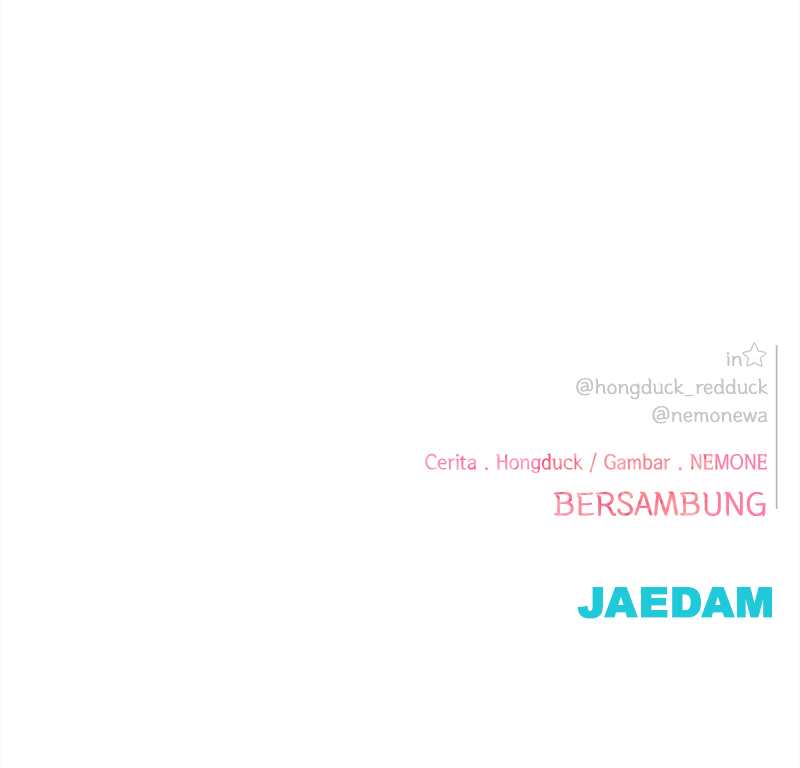 in☆
@hongduck_redduck
@nemonewa
Cerita . Hongduck / Gambar . NEMONE
BERSAMBUNG
JAEDAM